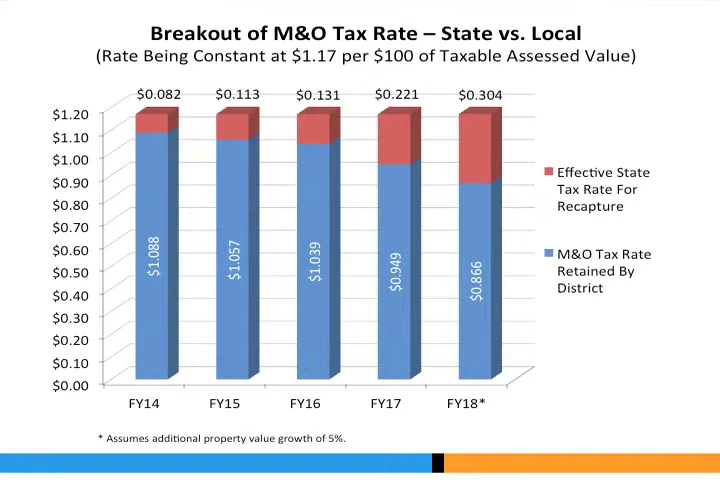 Breakout of M&O Tax Rate – State vs. Local
(Rate Being Constant at $1.17 per $100 of Taxable Assessed Value)
$0.082 $0.113 $0.131 $0.221 $0.304
$1.20
$1.10
$1.00
$0.90
$0.80
$0.70
$0.60
$0.50
$0.40
$0.30
$0.20
$0.10
$0.00
$1.088
$1.057
$1.039
$0.949
$0.866
FY14 FY15 FY16 FY17 FY18*
Effective State
Tax Rate For
Recapture
M&O Tax Rate
Retained By
District
* Assumes additional property value growth of 5%.